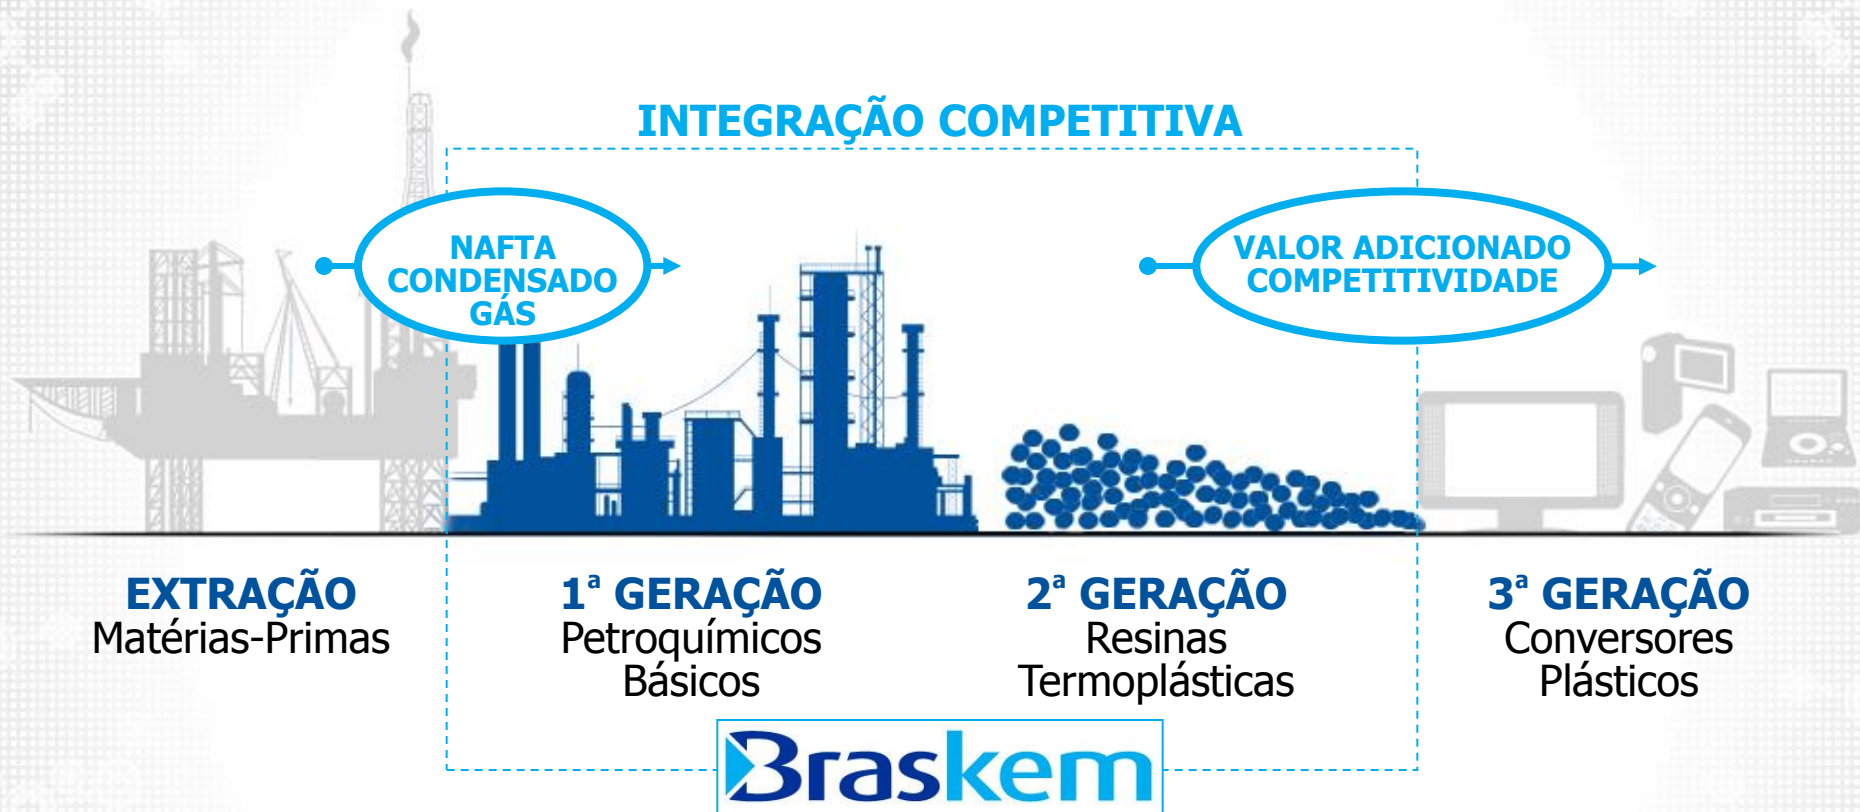 INTEGRAÇÃO COMPETITIVA
NAFTA
CONDENSADO
GÁS
VALOR ADICIONADO
COMPETITIVIDADE
EXTRAÇÃO
Matérias-Primas
1ª GERAÇÃO
Petroquímicos
Básicos
2ª GERAÇÃO
Resinas
Termoplásticas
3ª GERAÇÃO
Conversores
Plásticos
Braskem